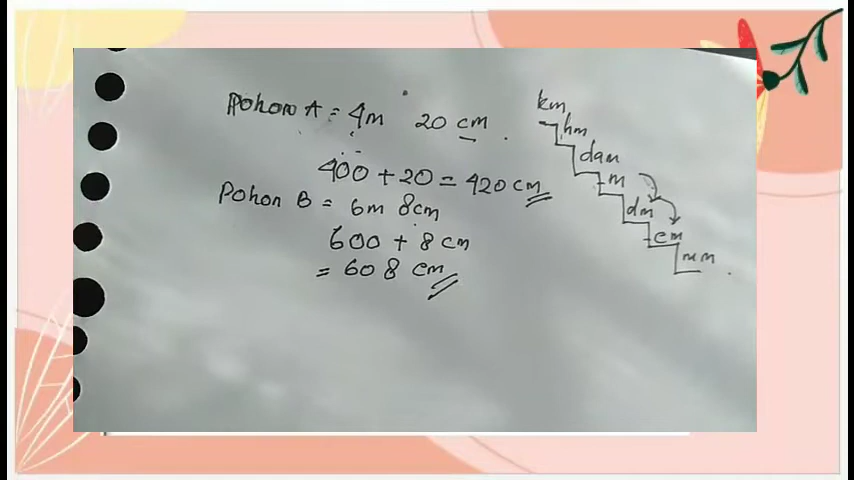 Pohon A = 4m 20 cm
400 + 20 = 420 cm
Pohon B = 6m 8cm
600 + 8 cm
= 608 cm
km
hm
dam
m
dm
cm
mm